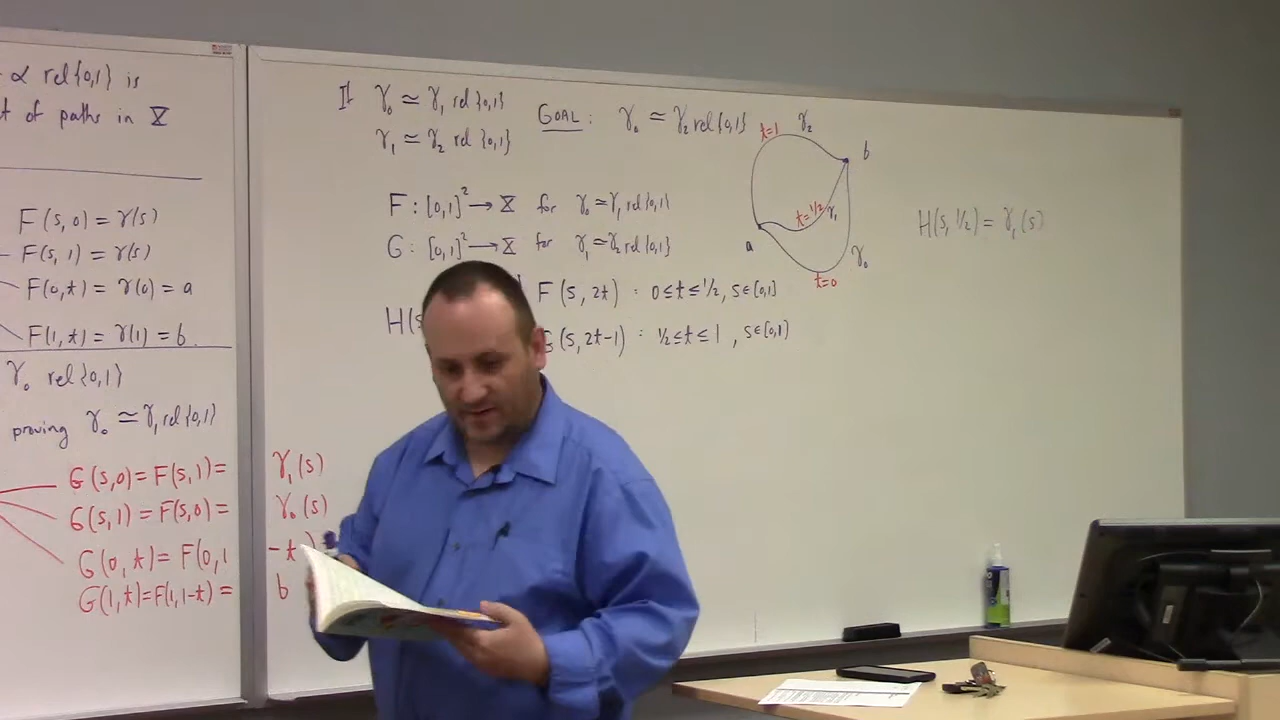 α rel{0,1} is
t of paths in X
F(s,0) = γ(s)
F(s,1) = γ(s)
F(0,t) = γ(0) = a
F(1,t) = γ(1) = b
γ₀ rel{0,1}
proving γ₀ ≃ γ₁ rel{0,1}
G(s,0) = F(s,1) = γ₁(s)
G(s,1) = F(s,0) = γ₀(s)
G(0,t) = F(0,1-t)
G(1,t) = F(1,1-t) = b
If γ₀ ≃ γ₁ rel{0,1}
γ₁ ≃ γ₂ rel{0,1}
GOAL: γ₀ ≃ γ₂ rel{0,1}
F: [0,1]² → X for γ₀ ≃ γ₁ rel{0,1}
G: [0,1]² → X for γ₁ ≃ γ₂ rel{0,1}
H(s
F(s, 2t) : 0≤t≤1/2, s∈[0,1]
G(s, 2t-1) : 1/2≤t≤1, s∈[0,1]
t=1
γ₂
b
t=1/2
γ₁
a
γ₀
t=0
H(s, 1/2) = γ₁(s)